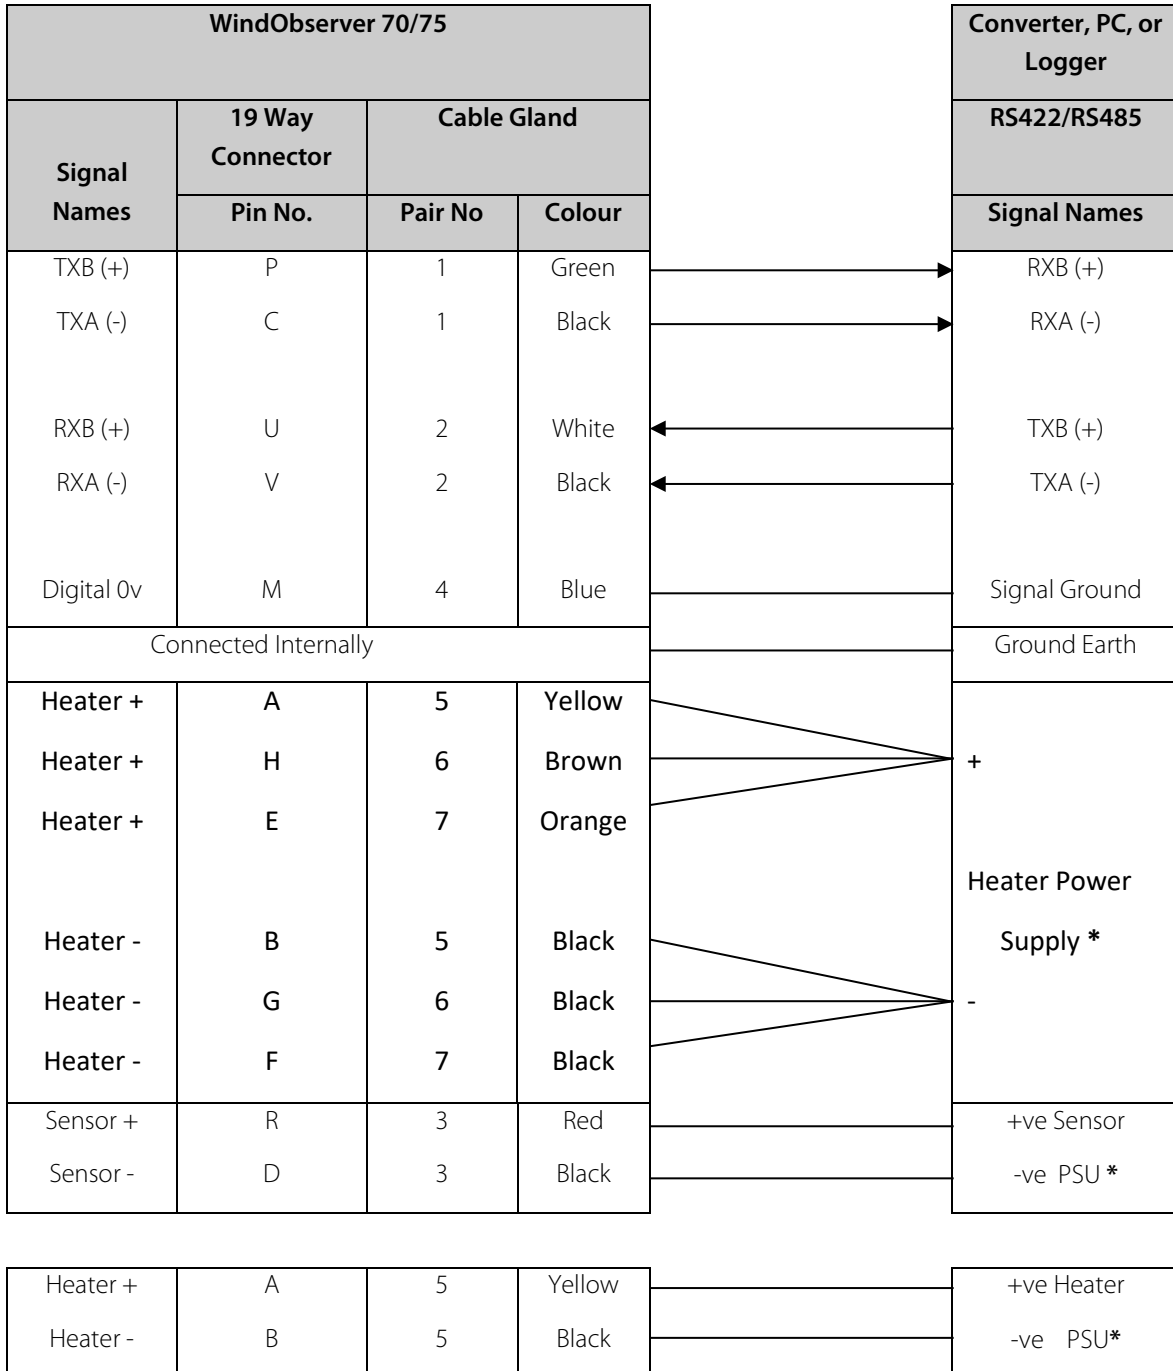 WindObserver 70/75
Converter, PC, or
Logger
Signal
Names
19 Way
Connector
Cable Gland
RS422/RS485
Pin No.
Pair No
Colour
Signal Names
TXB (+) P 1 Green RXB (+)
TXA (-) C 1 Black RXA (-)
RXB (+) U 2 White TXB (+)
RXA (-) V 2 Black TXA (-)
Digital 0v M 4 Blue Signal Ground
Connected Internally Ground Earth
Heater + A 5 Yellow
Heater + H 6 Brown +
Heater + E 7 Orange
Heater Power
Heater - B 5 Black Supply *
Heater - G 6 Black -
Heater - F 7 Black
Sensor + R 3 Red +ve Sensor
Sensor - D 3 Black -ve PSU *
Heater + A 5 Yellow +ve Heater
Heater - B 5 Black -ve PSU*